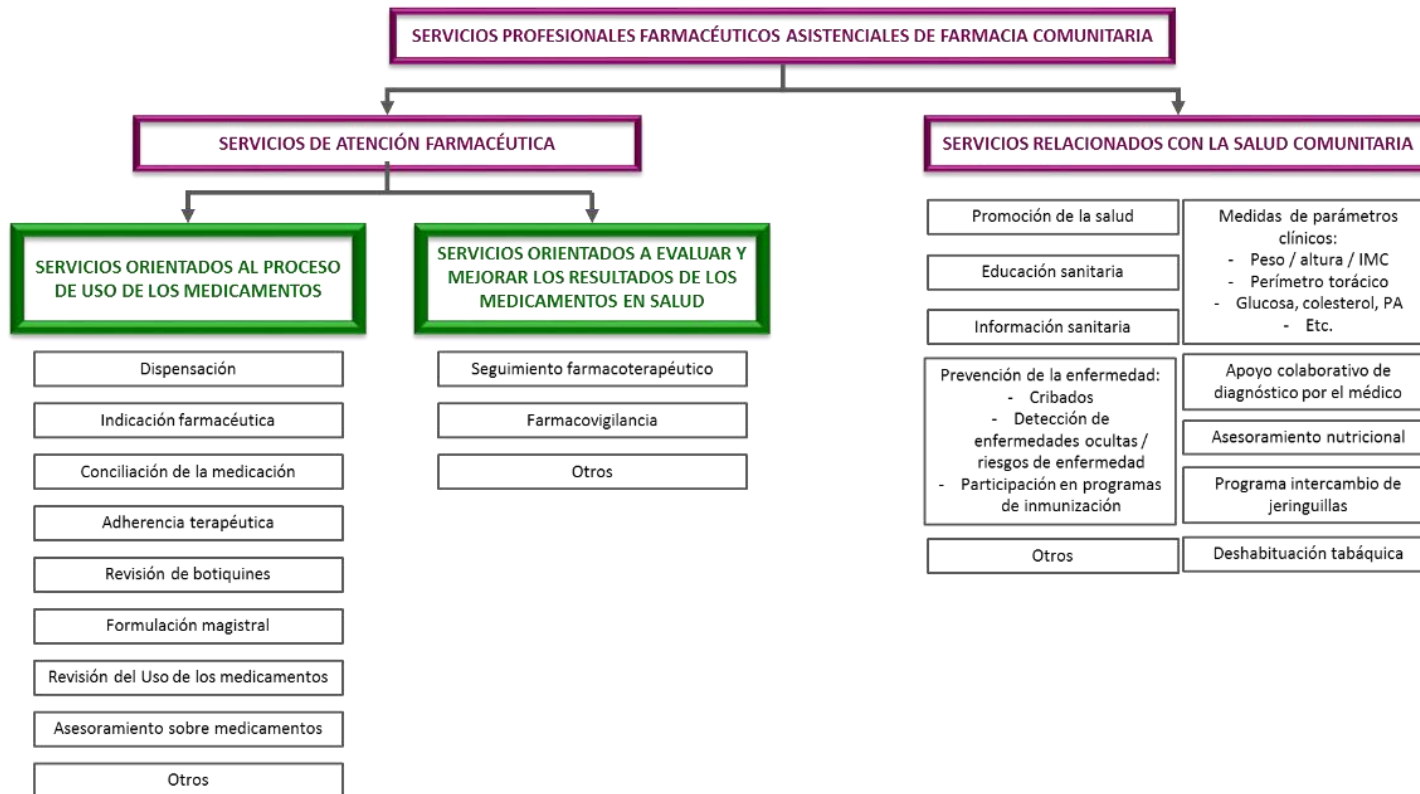 SERVICIOS PROFESIONALES FARMACÉUTICOS ASISTENCIALES DE FARMACIA COMUNITARIA
SERVICIOS DE ATENCIÓN FARMACÉUTICA
SERVICIOS ORIENTADOS AL PROCESO
DE USO DE LOS MEDICAMENTOS
Dispensación
Indicación farmacéutica
Conciliación de la medicación
Adherencia terapéutica
Revisión de botiquines
Formulación magistral
Revisión del Uso de los medicamentos
Asesoramiento sobre medicamentos
Otros
SERVICIOS ORIENTADOS A EVALUAR Y
MEJORAR LOS RESULTADOS DE LOS
MEDICAMENTOS EN SALUD
Seguimiento farmacoterapéutico
Farmacovigilancia
Otros
SERVICIOS RELACIONADOS CON LA SALUD COMUNITARIA
Promoción de la salud
Educación sanitaria
Información sanitaria
Prevención de la enfermedad:
- Cribados
- Detección de
enfermedades ocultas /
riesgos de enfermedad
- Participación en programas
de inmunización
Otros
Medidas de parámetros
clínicos:
- Peso / altura / IMC
- Perímetro torácico
- Glucosa, colesterol, PA
- Etc.
Apoyo colaborativo de
diagnóstico por el médico
Asesoramiento nutricional
Programa intercambio de
jeringuillas
Deshabituación tabáquica